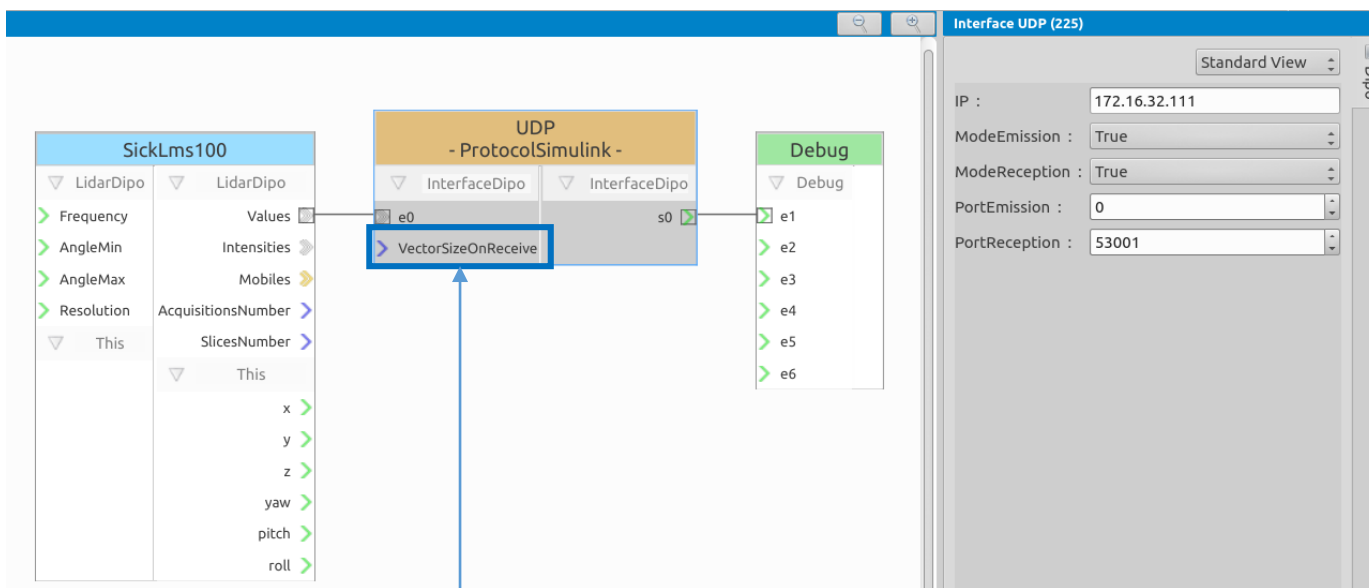 Interface UDP (225)
Standard View
IP : 172.16.32.111
ModeEmission : True
ModeReception : True
PortEmission : 0
PortReception : 53001
SickLms100
LidarDipo LidarDipo
Frequency Values
AngleMin Intensities
AngleMax Mobiles
Resolution AcquisitionsNumber
This SlicesNumber
This
x
y
z
yaw
pitch
roll
UDP
- ProtocolSimulink -
InterfaceDipo InterfaceDipo
e0 s0
VectorSizeOnReceive
Debug
Debug
e1
e2
e3
e4
e5
e6